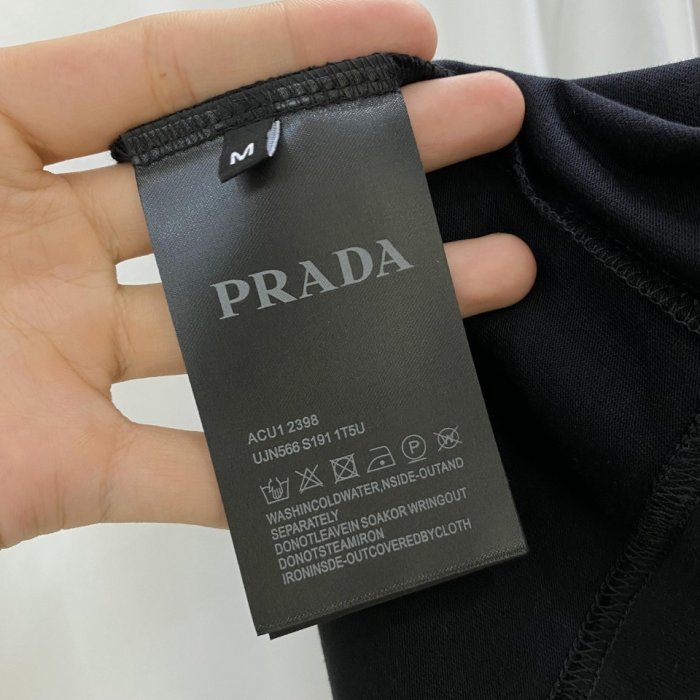 M
PRADA
ACU1 2398
UJN566 S191 1T5U
P W
WASHINCOLDWATER,NSIDE-OUTAND
SEPARATELY
DONOTLEAVEIN SOAKOR WRINGOUT
DONOTSTEAMIRON
IRONINSDE-OUTCOVEREDBYCLOTH